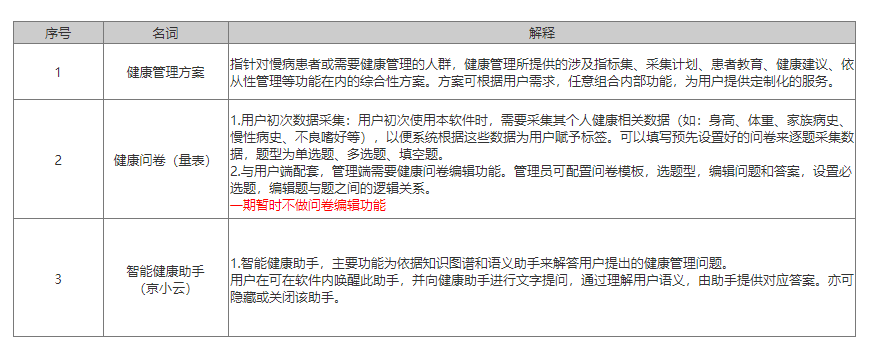 序号 名词 解释
1 健康管理方案 指针对慢病患者或需要健康管理的人群，健康管理所提供的涉及指标集、采集计划、患者教育、健康建议、依
从性管理等功能在内的综合性方案。方案可根据用户需求，任意组合内部功能，为用户提供定制化的服务。
2 健康问卷（量表）
1.用户初次数据采集：用户初次使用本软件时，需要采集其个人健康相关数据（如：身高、体重、家族病史、
慢性病史、不良嗜好等），以便系统根据这些数据为用户赋予标签。可以填写预先设置好的问卷来逐题采集数
据，题型为单选题、多选题、填空题。
2.与用户端配套，管理端需要健康问卷编辑功能。管理员可配置问卷模板，选题型，编辑问题和答案，设置必
选题，编辑题与题之间的逻辑关系。
一期暂时不做问卷编辑功能
3 智能健康助手
（京小云）
1.智能健康助手，主要功能为依据知识图谱和语义助手来解答用户提出的健康管理问题。
用户在可在软件内唤醒此助手，并向健康助手进行文字提问，通过理解用户语义，由助手提供对应答案。亦可
隐藏或关闭该助手。